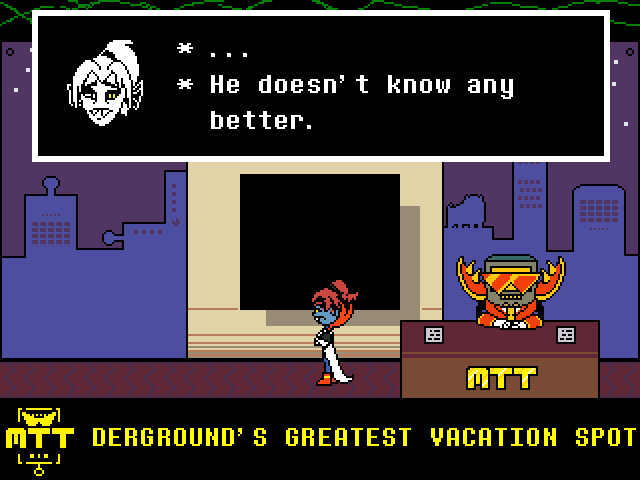 * ...
* He doesn't know any
better.
MTT
MTT DERGROUND'S GREATEST VACATION SPOT